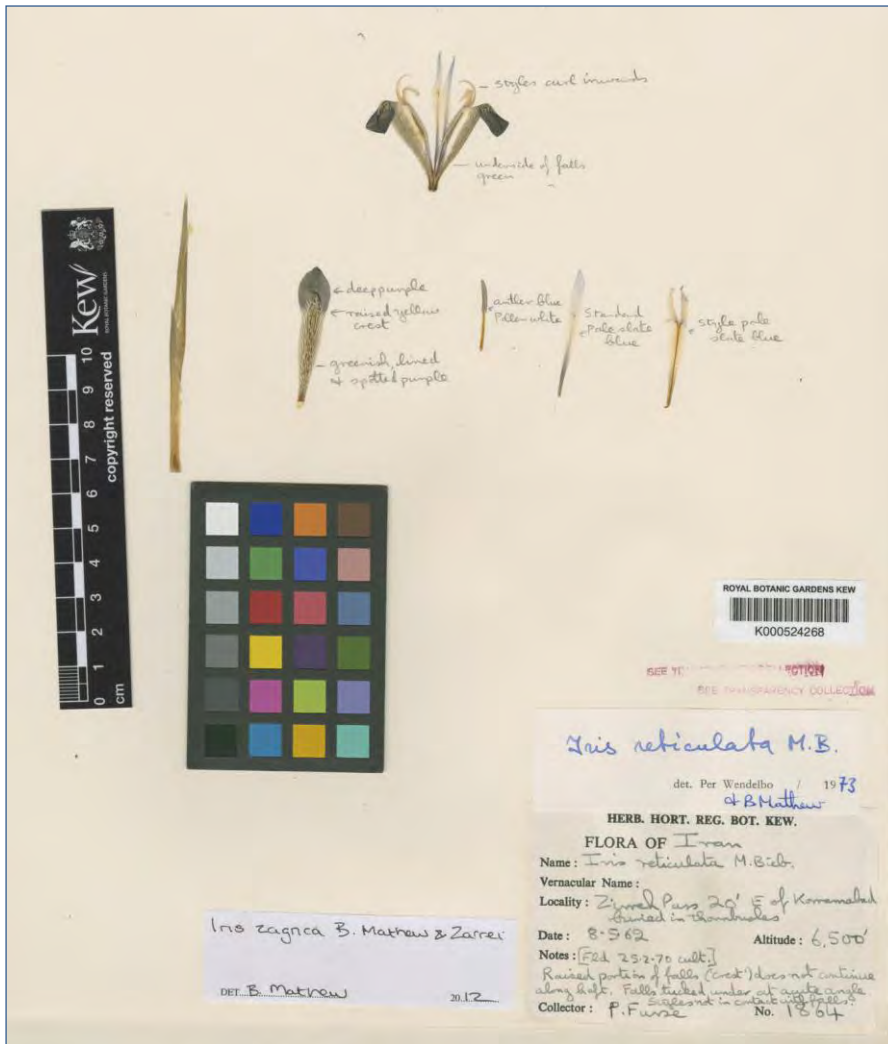 styles curl inwards
underside of falls
green
deep purple
raised yellow
crest
greenish, lined
& spotted purple
anther blue
Pollen white
Standard
Pale slate
blue
style pale
slate blue
Kew
ROYAL BOTANIC GARDENS
copyright reserved
0 1 2 3 4 5 6 7 8 9 10
cm
ROYAL BOTANIC GARDENS KEW
K000524268
SEE
SEE TRANSPARENCY COLLECTION
Iris reticulata M.B.
det. Per Wendelbo / 1973
& B Mathew
HERB. HORT. REG. BOT. KEW.
FLORA OF Iran
Name: Iris reticulata M.Bieb.
Vernacular Name:
Locality: Pass 20' E of Korramabad
buried in thornbushes
Date: 8·5 62 Altitude: 6,500'
Notes: [Fld 25·2·70 cult.]
Raised portion of falls ('crest') does not continue
along haft. Falls tucked under at acute angle
not in contact with falls.
Collector: P. Furse No. 1864
Iris zagrica B. Mathew & Zarrei
DET. B. Mathew 2012